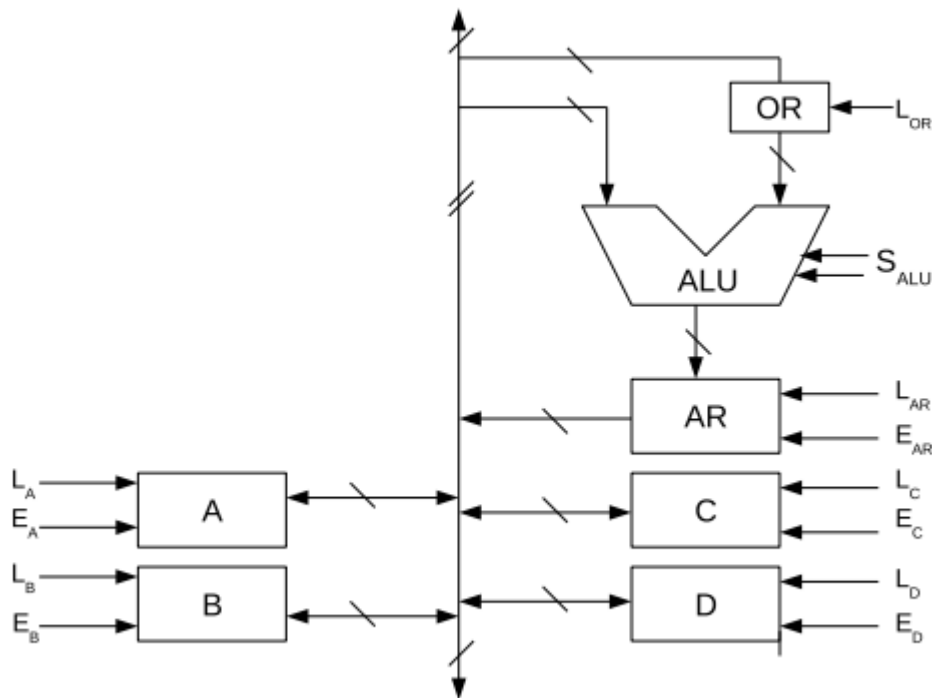 OR
L_OR
ALU
S_ALU
AR
L_AR
E_AR
L_A
E_A
A
C
L_C
E_C
L_B
E_B
B
D
L_D
E_D